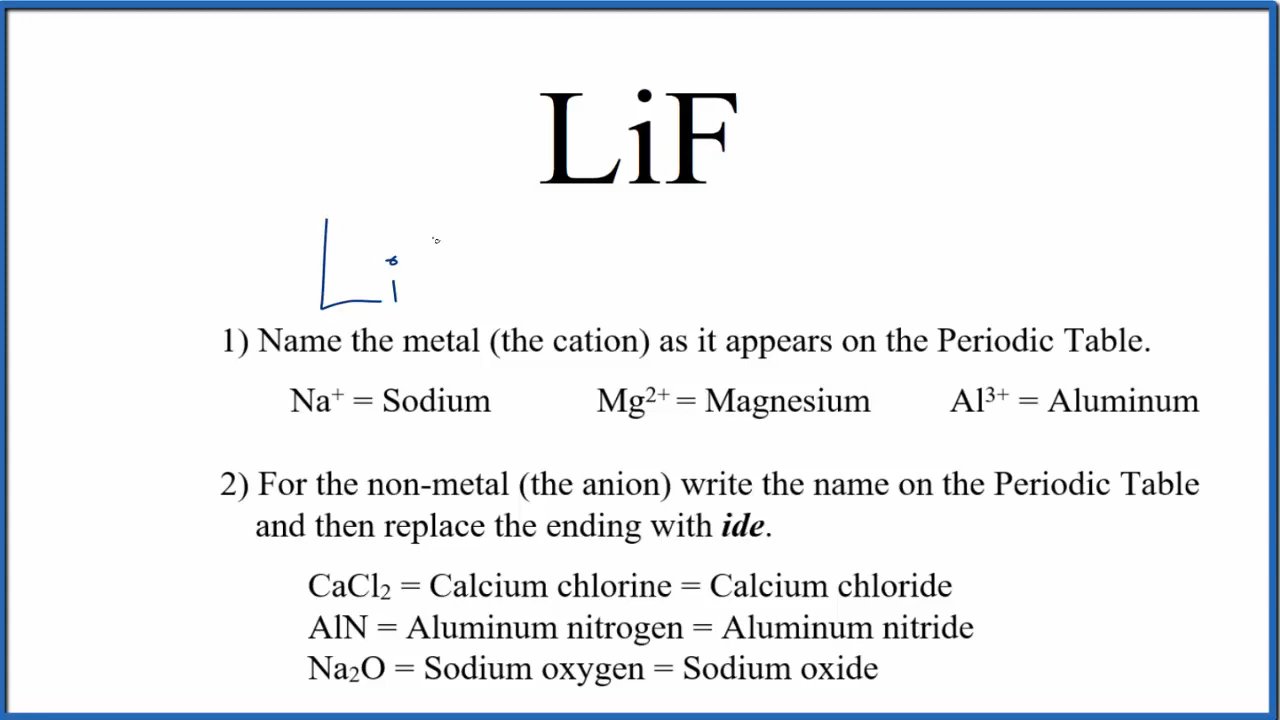 LiF
Li
1) Name the metal (the cation) as it appears on the Periodic Table.
Na⁺ = Sodium Mg²⁺ = Magnesium Al³⁺ = Aluminum
2) For the non-metal (the anion) write the name on the Periodic Table
and then replace the ending with ide.
CaCl₂ = Calcium chlorine = Calcium chloride
AlN = Aluminum nitrogen = Aluminum nitride
Na₂O = Sodium oxygen = Sodium oxide